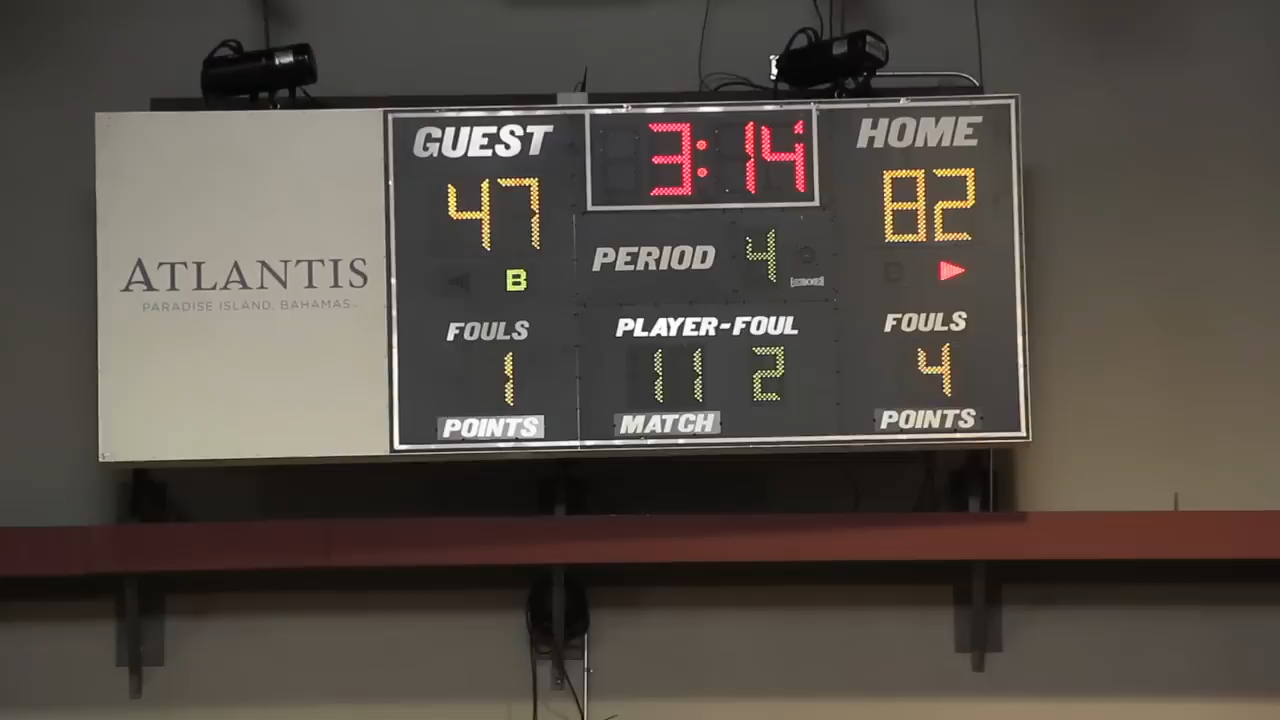 ATLANTIS
PARADISE ISLAND, BAHAMAS
GUEST
47
B
FOULS
1
POINTS
3:14
PERIOD 4
PLAYER-FOUL
11 2
MATCH
HOME
82
FOULS
4
POINTS